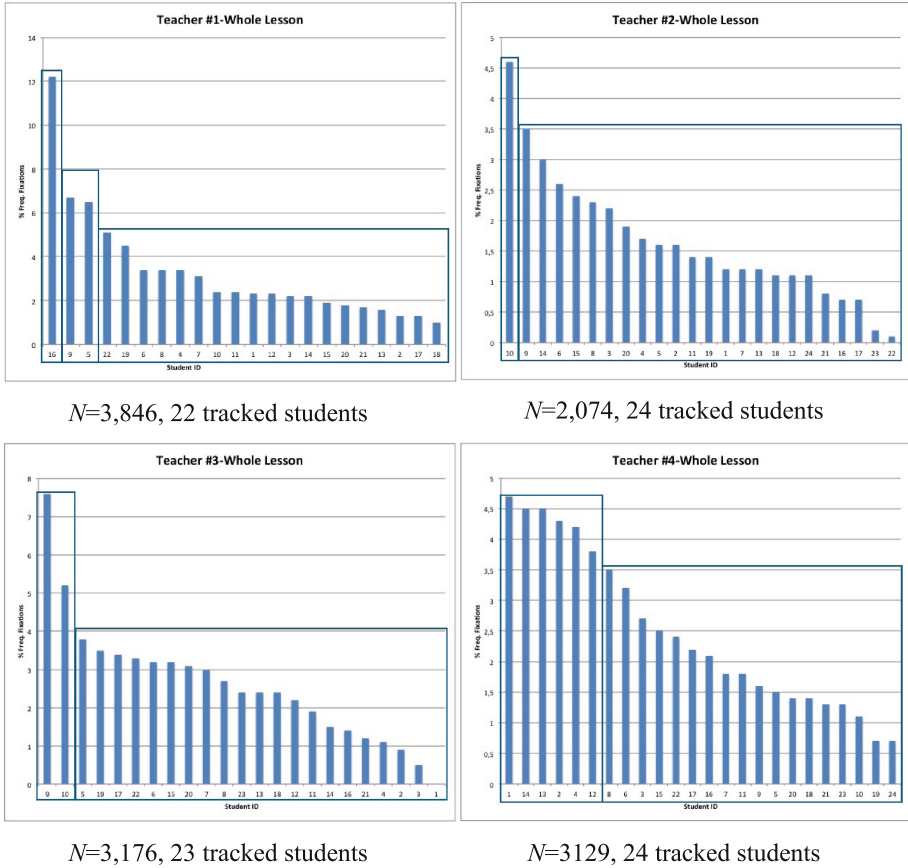 Teacher #1-Whole Lesson
14
12
10
8
6
4
2
0
% Freq. Fixations
16 9 5 22 19 6 8 4 7 10 11 1 12 3 14 15 20 21 13 2 17 18
Student ID
N=3,846, 22 tracked students
Teacher #2-Whole Lesson
5
4,5
4
3,5
3
2,5
2
1,5
1
0,5
0
% Freq. Fixations
10 9 14 6 15 8 3 20 4 5 2 11 19 1 7 13 18 12 24 21 16 17 23 22
Student ID
N=2,074, 24 tracked students
Teacher #3-Whole Lesson
8
7
6
5
4
3
2
1
0
% Freq. Fixations
9 10 5 19 17 22 6 15 20 7 8 23 13 18 12 11 14 16 21 4 2 3 1
Student ID
N=3,176, 23 tracked students
Teacher #4-Whole Lesson
5
4,5
4
3,5
3
2,5
2
1,5
1
0,5
0
% Freq. Fixations
1 14 13 2 4 12 8 6 3 15 22 17 16 7 11 9 5 20 18 21 23 10 19 24
Student ID
N=3129, 24 tracked students